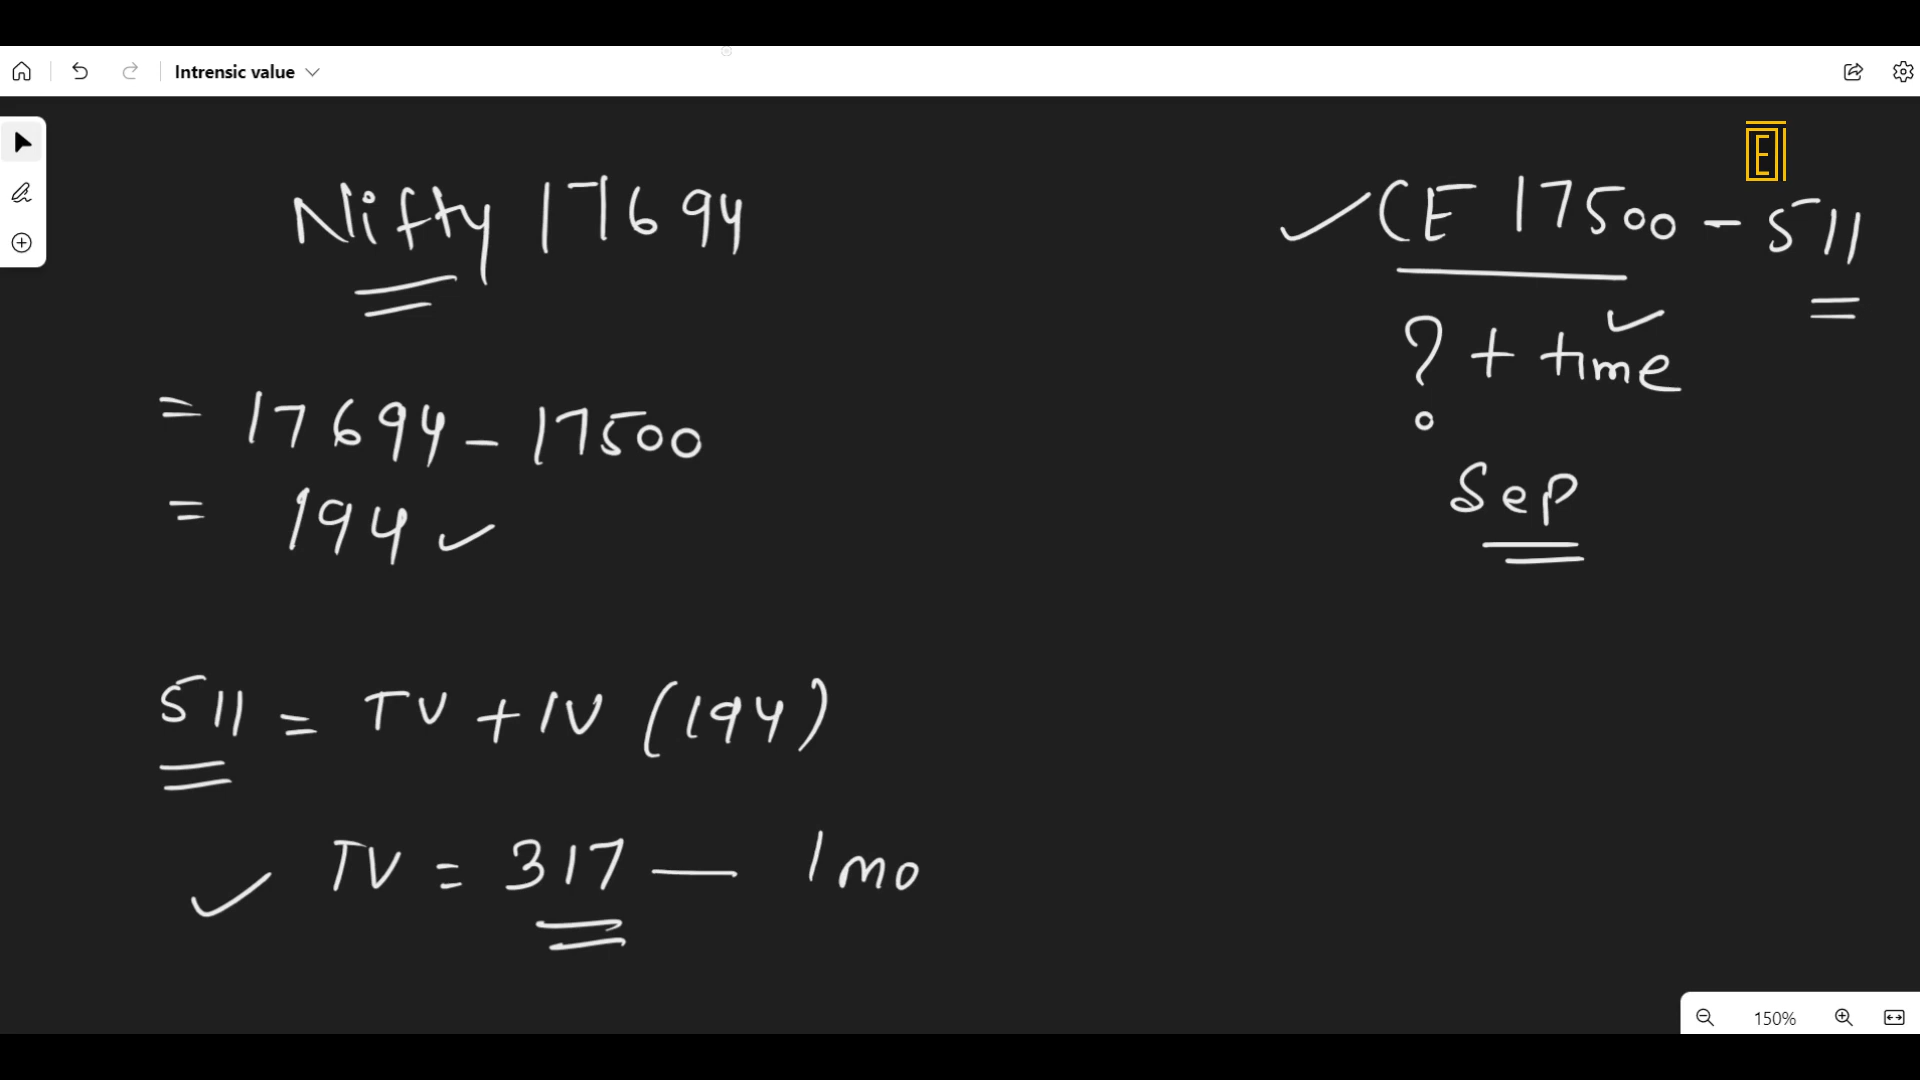 Intrensic value
E
Nifty 17694
CE 17500 - 511
? + time
= 17694 - 17500
= 194
Sep
511 = TV + IV (194)
TV = 317 — 1 mo
150%